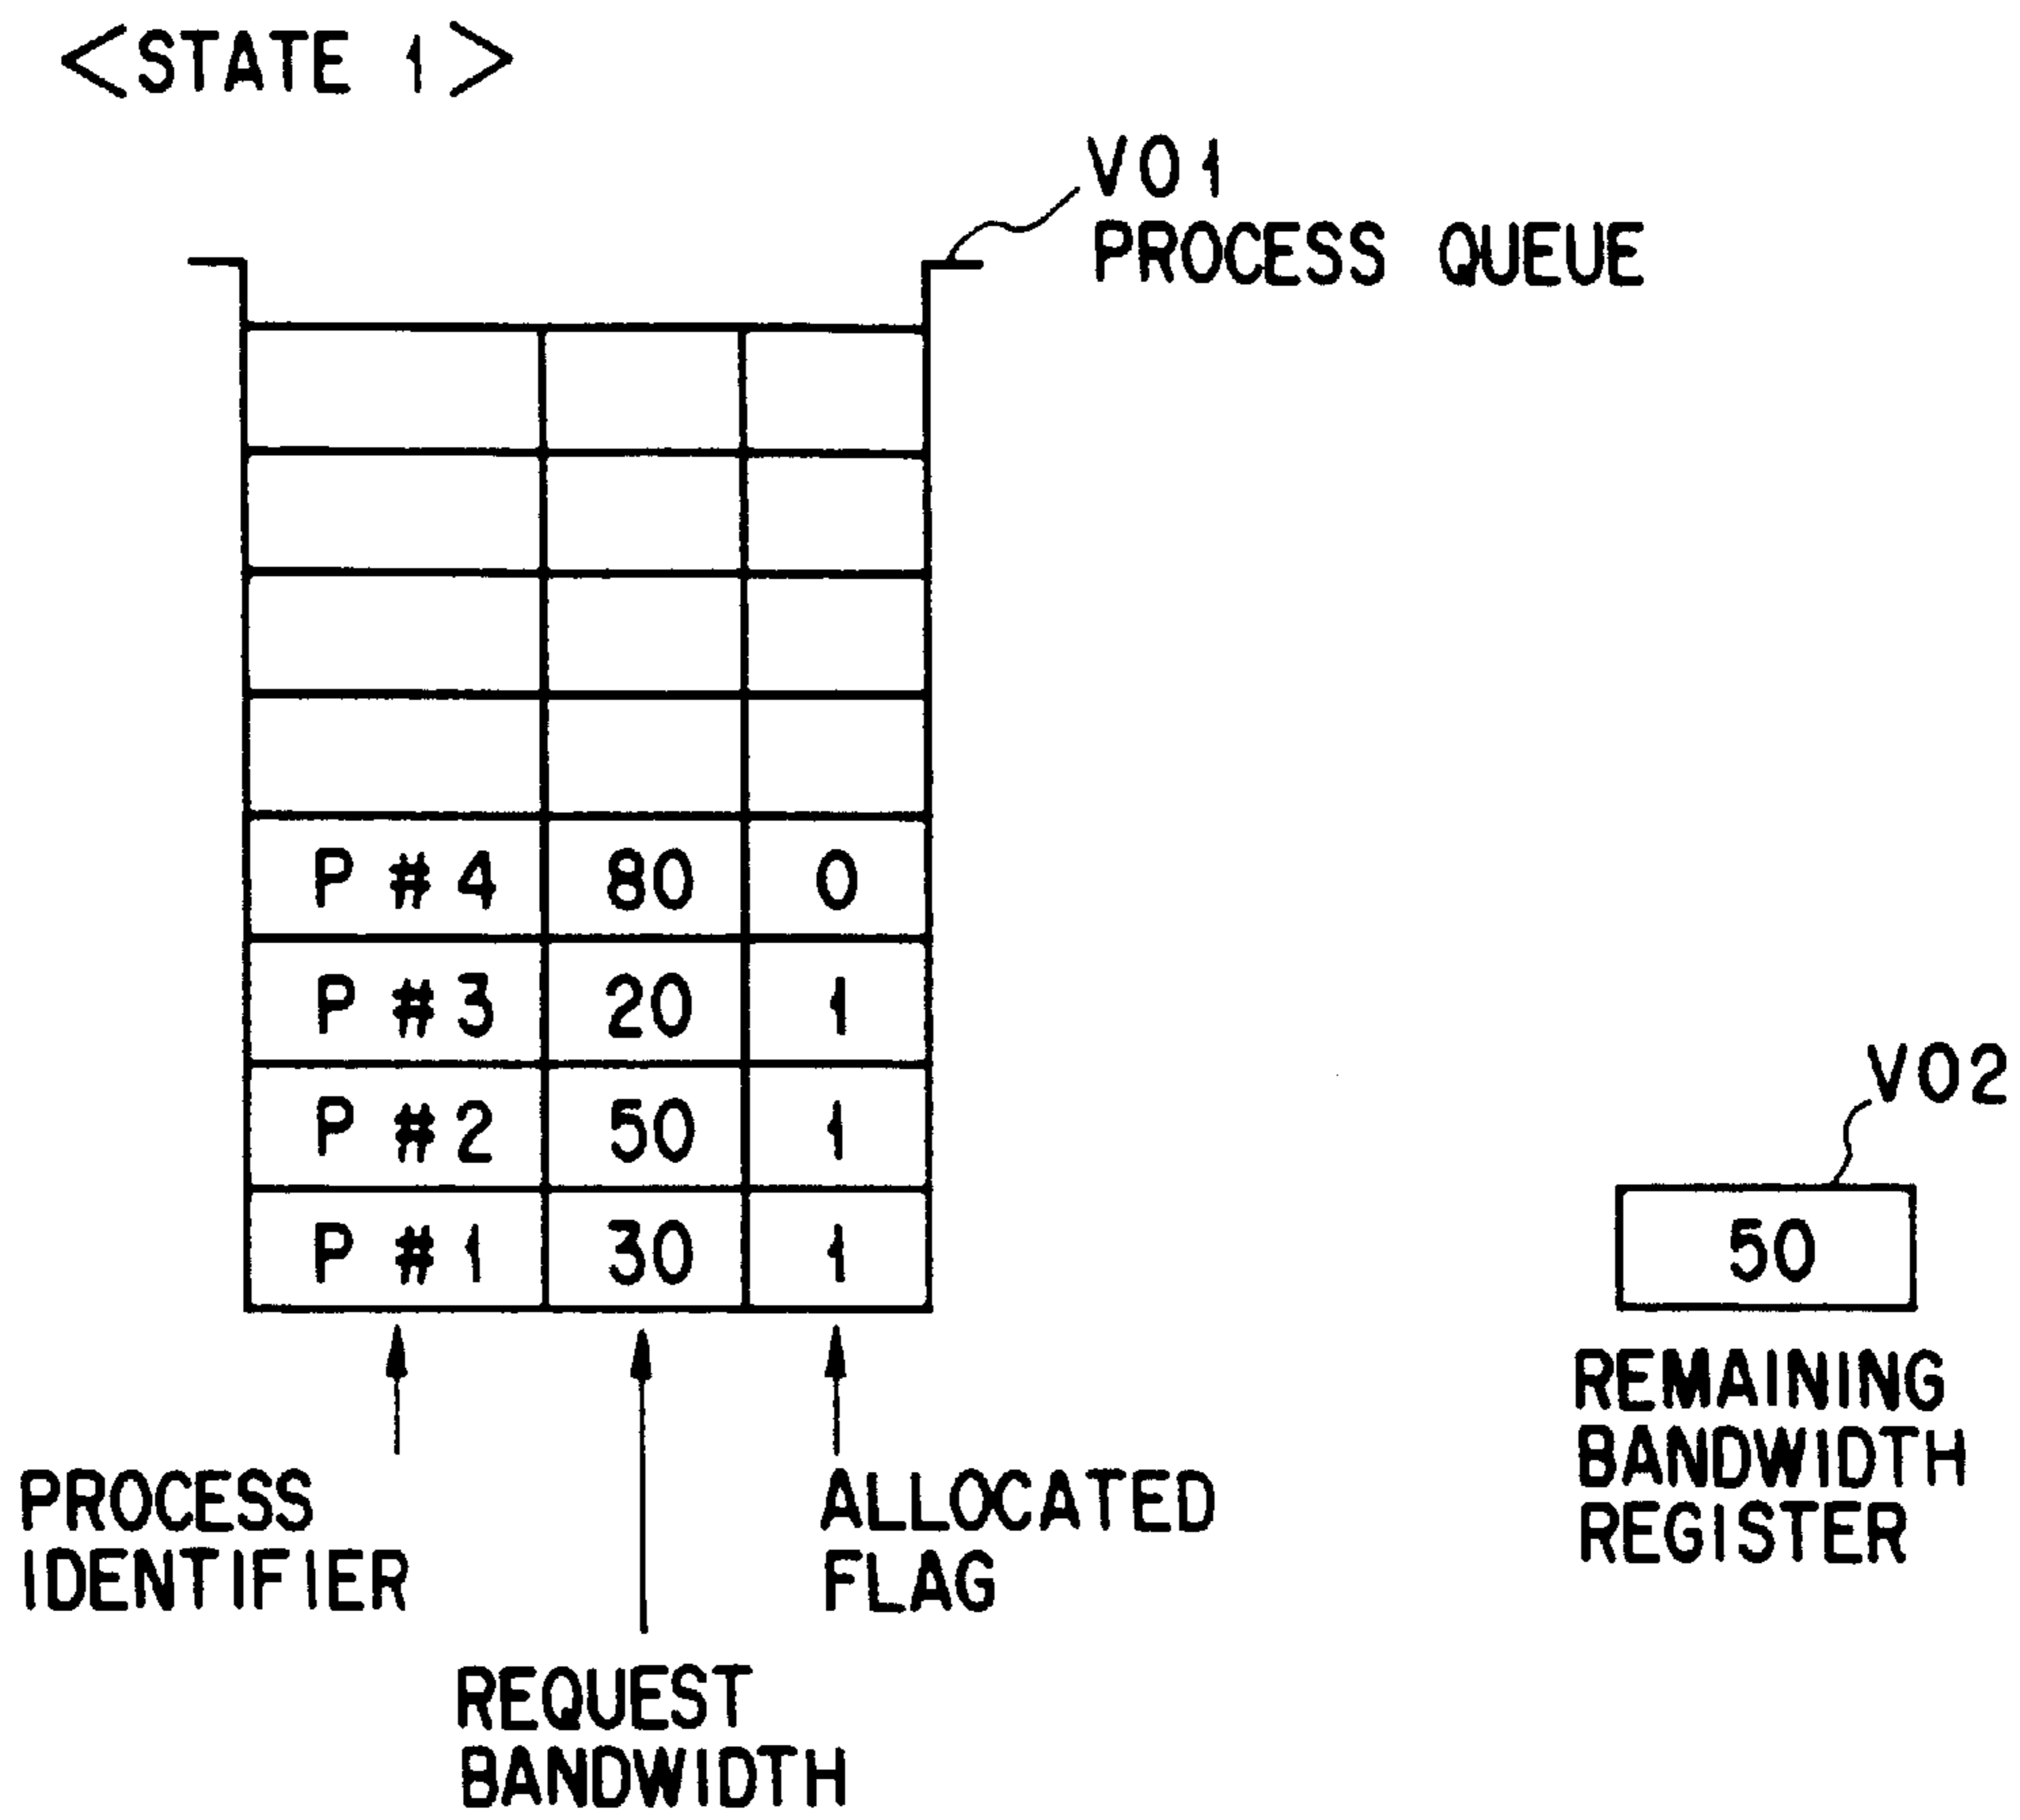 <STATE 1>
V01
PROCESS QUEUE
P #4 80 0
P #3 20 1
P #2 50 1
P #1 30 1
V02
50
REMAINING
BANDWIDTH
REGISTER
PROCESS
IDENTIFIER
ALLOCATED
FLAG
REQUEST
BANDWIDTH